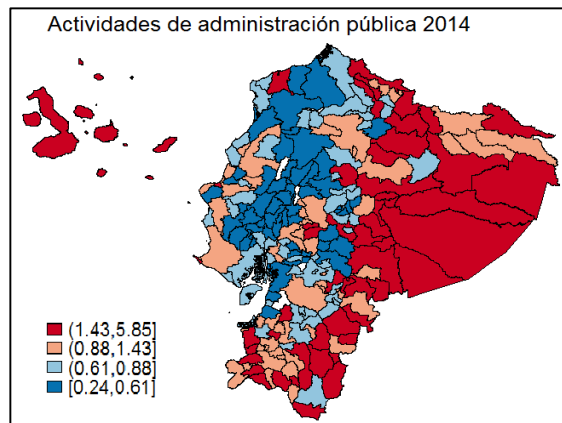 Actividades de administración pública 2014
(1.43,5.85]
(0.88,1.43]
(0.61,0.88]
[0.24,0.61]